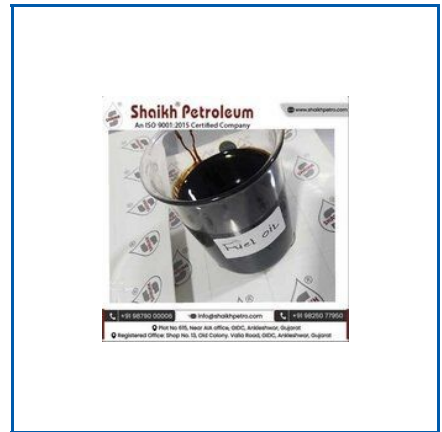 Shaikh® Petroleum
An ISO 9001:2015 Certified Company
www.shaikhpetro.com
Fuel oil
+91 98790 00006
info@shaikhpetro.com
+91 98250 77950
Plot No 615, Near AIA office, GIDC, Ankleshwar, Gujarat
Registered Office: Shop No. 13, Old Colony, Valia Road, GIDC, Ankleshwar, Gujarat